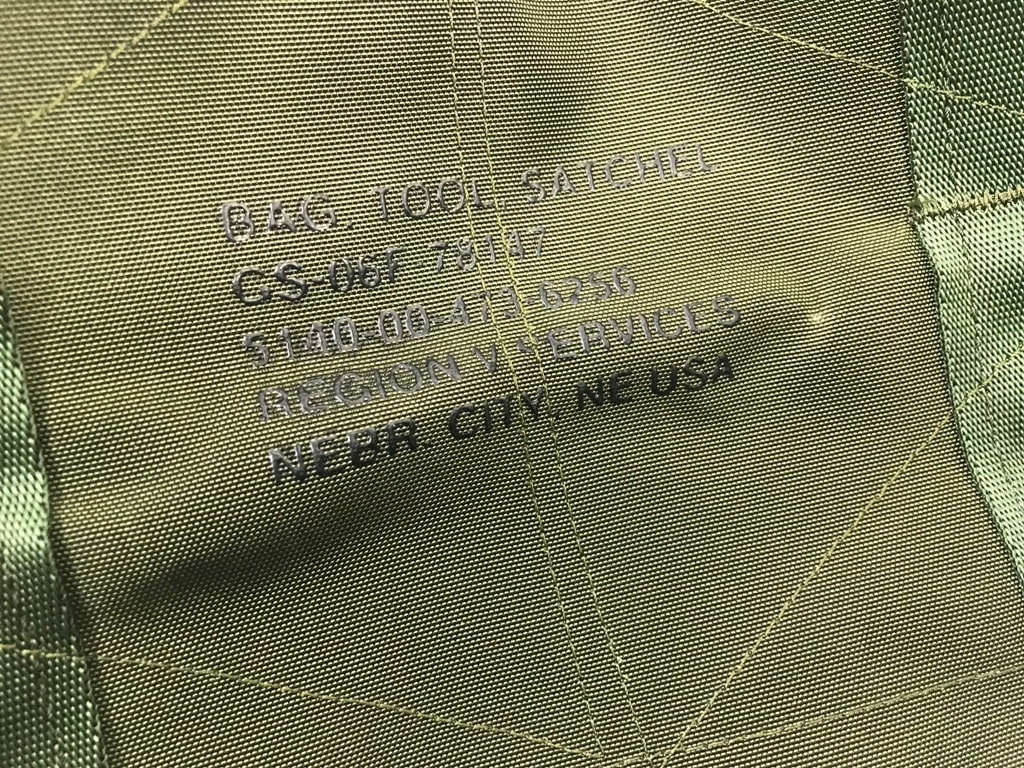 BAG, TOOL SATCHEL
GS-06F 78147
5140-00-473-6256
REGION V SERVICES
NEBR. CITY, NE USA